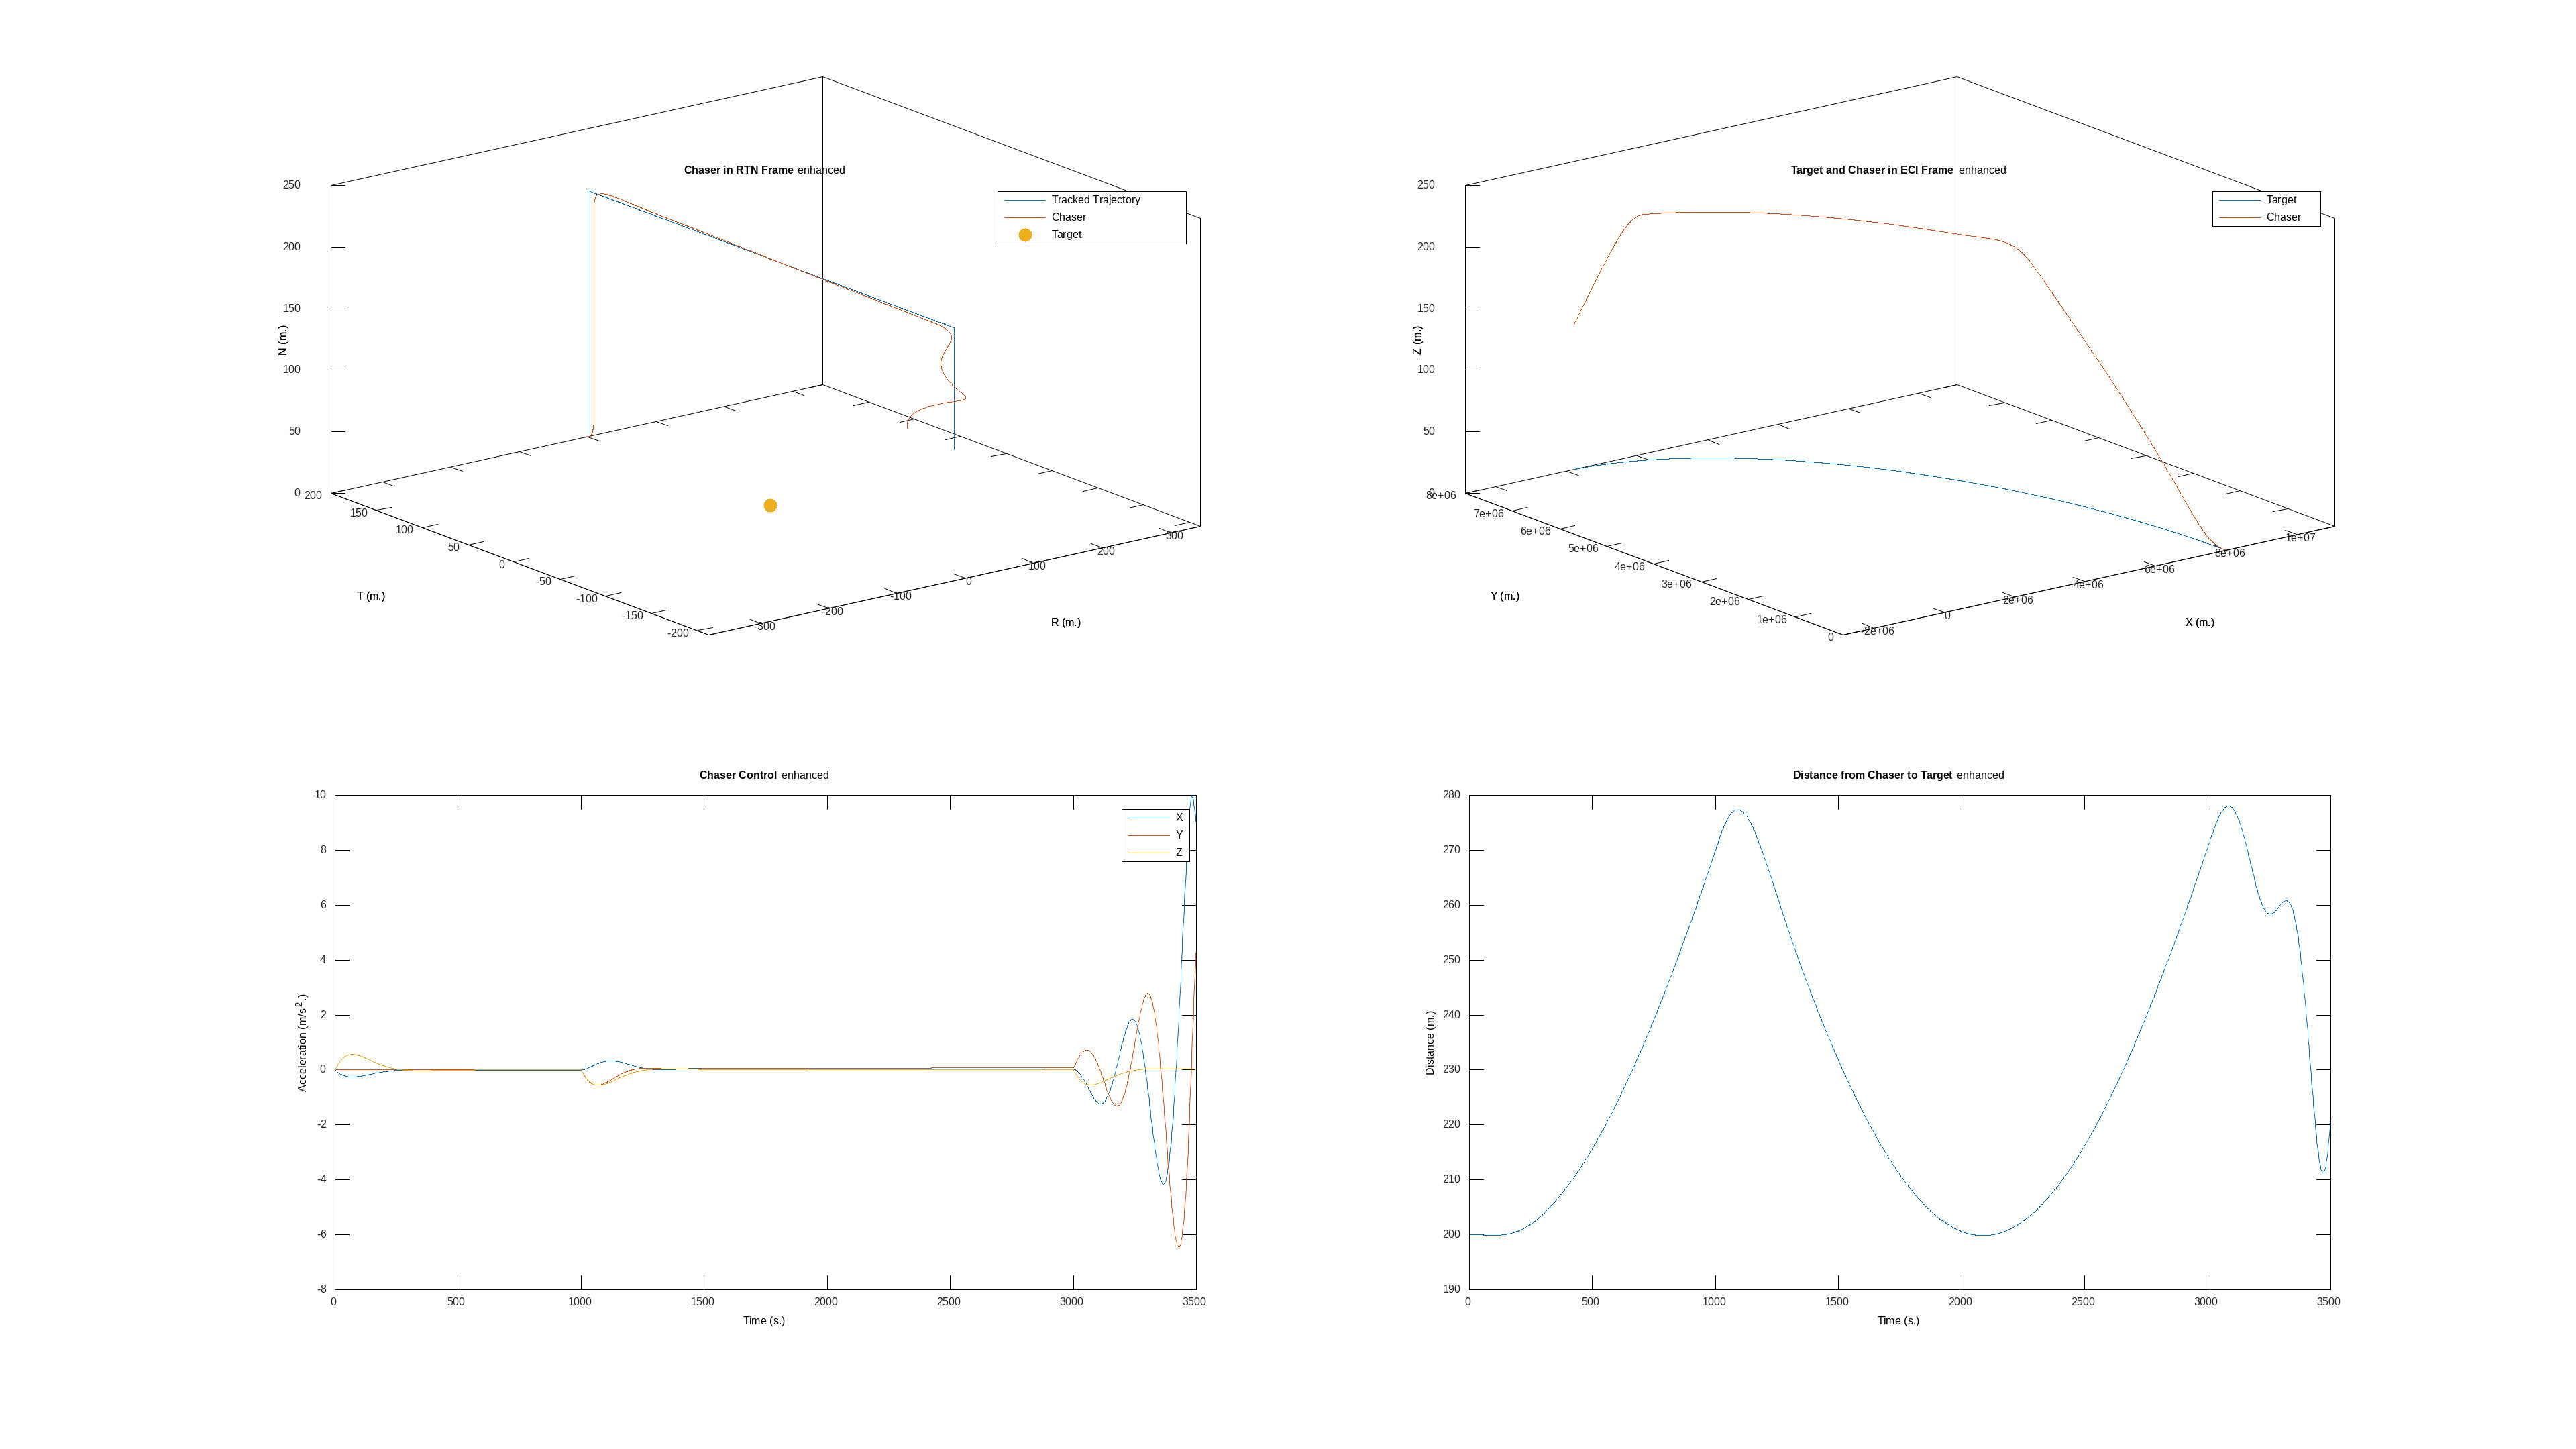 Chaser in RTN Frame enhanced
Tracked Trajectory
Chaser
Target
N (m.)
250
200
150
100
50
0
200
150
100
50
0
-50
-100
-150
-200
T (m.)
-300
-200
-100
0
100
200
300
R (m.)
Target and Chaser in ECI Frame enhanced
Target
Chaser
Z (m.)
250
200
150
100
50
0
8e+06
7e+06
6e+06
5e+06
4e+06
3e+06
2e+06
1e+06
0
Y (m.)
-2e+06
0
2e+06
4e+06
6e+06
8e+06
1e+07
X (m.)
Chaser Control enhanced
X
Y
Z
Acceleration (m/s².)
10
8
6
4
2
0
-2
-4
-6
-8
0 500 1000 1500 2000 2500 3000 3500
Time (s.)
Distance from Chaser to Target enhanced
Distance (m.)
280
270
260
250
240
230
220
210
200
190
0 500 1000 1500 2000 2500 3000 3500
Time (s.)